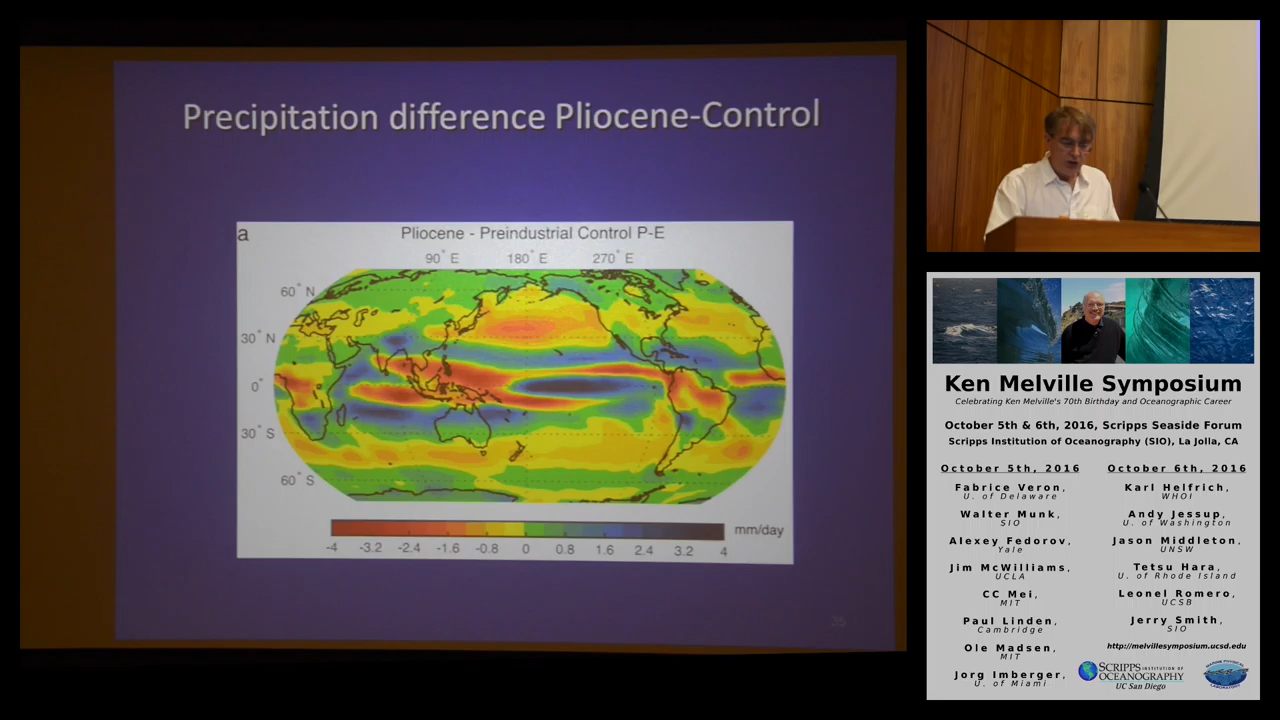 Precipitation difference Pliocene-Control
a
Pliocene - Preindustrial Control P-E
90° E 180° E 270° E
60° N
30° N
0°
30° S
60° S
mm/day
-4 -3.2 -2.4 -1.6 -0.8 0 0.8 1.6 2.4 3.2 4
35
Ken Melville Symposium
Celebrating Ken Melville's 70th Birthday and Oceanographic Career
October 5th & 6th, 2016, Scripps Seaside Forum
Scripps Institution of Oceanography (SIO), La Jolla, CA
October 5th, 2016
Fabrice Veron,
U. of Delaware
Walter Munk,
SIO
Alexey Fedorov,
Yale
Jim McWilliams,
UCLA
CC Mei,
MIT
Paul Linden,
Cambridge
Ole Madsen,
MIT
Jorg Imberger,
U. of Miami
October 6th, 2016
Karl Helfrich,
WHOI
Andy Jessup,
U. of Washington
Jason Middleton,
UNSW
Tetsu Hara,
U. of Rhode Island
Leonel Romero,
UCSB
Jerry Smith,
SIO
http://melvillesymposium.ucsd.edu
SCRIPPS INSTITUTION OF
OCEANOGRAPHY
UC San Diego
MARINE PHYSICAL
LABORATORY